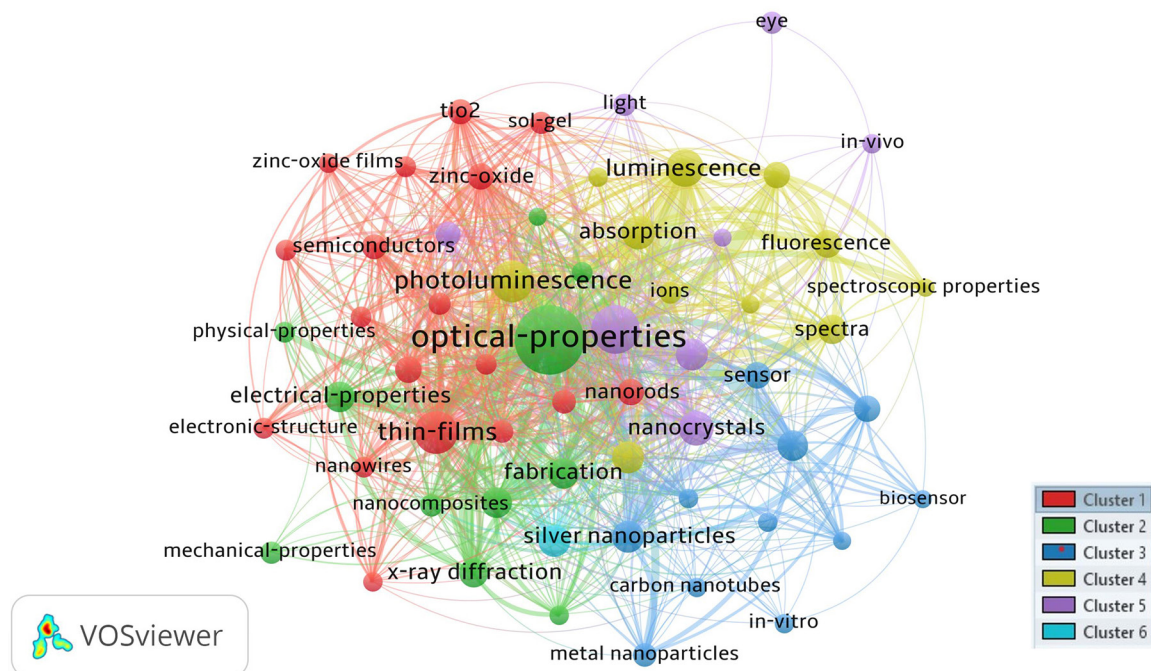 eye
light
tio2
sol-gel
in-vivo
zinc-oxide films
zinc-oxide
luminescence
absorption
fluorescence
semiconductors
photoluminescence
ions
spectroscopic properties
physical-properties
optical-properties
spectra
sensor
electrical-properties
nanorods
electronic-structure
thin-films
nanocrystals
nanowires
fabrication
nanocomposites
biosensor
silver nanoparticles
mechanical-properties
x-ray diffraction
carbon nanotubes
in-vitro
metal nanoparticles
VOSviewer
Cluster 1
Cluster 2
Cluster 3
Cluster 4
Cluster 5
Cluster 6